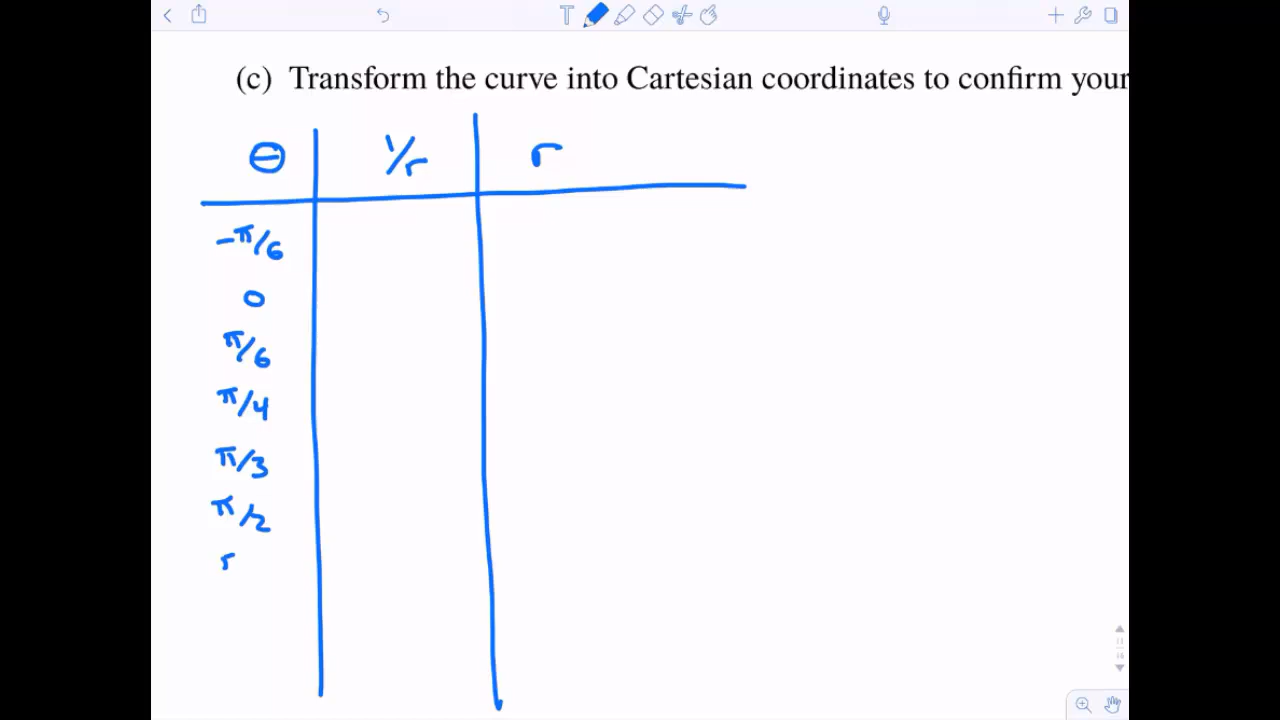 (c) Transform the curve into Cartesian coordinates to confirm your
θ 1/r r
-π/6
0
π/6
π/4
π/3
π/2